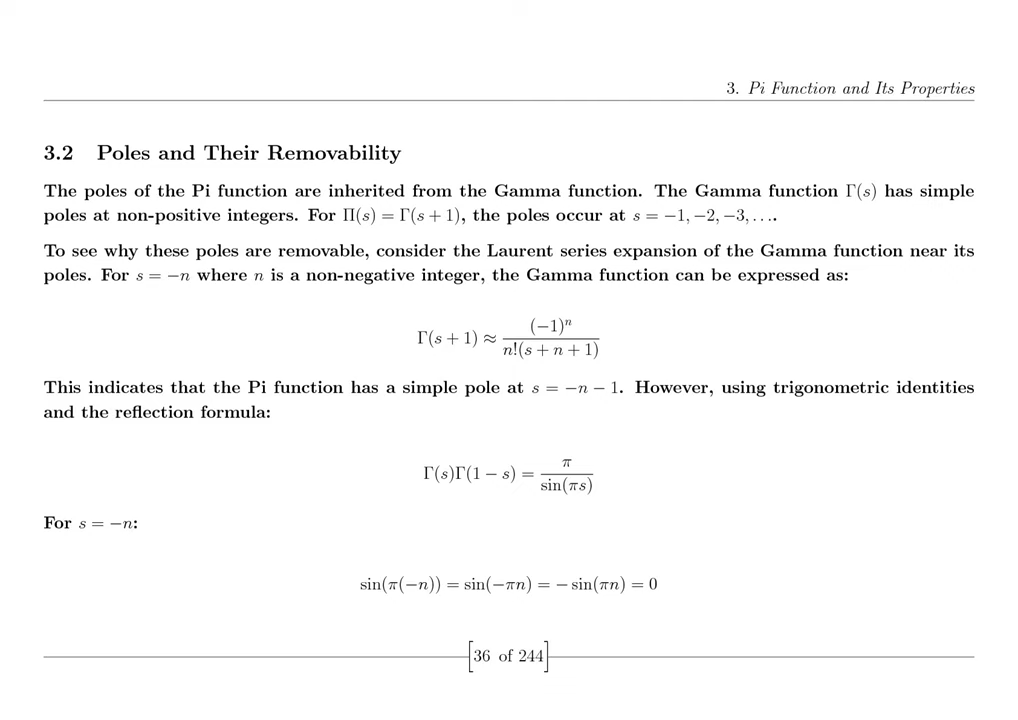 3. Pi Function and Its Properties
3.2 Poles and Their Removability
The poles of the Pi function are inherited from the Gamma function. The Gamma function Γ(s) has simple
poles at non-positive integers. For Π(s) = Γ(s + 1), the poles occur at s = −1, −2, −3, . . ..
To see why these poles are removable, consider the Laurent series expansion of the Gamma function near its
poles. For s = −n where n is a non-negative integer, the Gamma function can be expressed as:
Γ(s + 1) ≈ (−1)ⁿ / n!(s + n + 1)
This indicates that the Pi function has a simple pole at s = −n − 1. However, using trigonometric identities
and the reflection formula:
Γ(s)Γ(1 − s) = π / sin(πs)
For s = −n:
sin(π(−n)) = sin(−πn) = − sin(πn) = 0
[36 of 244]